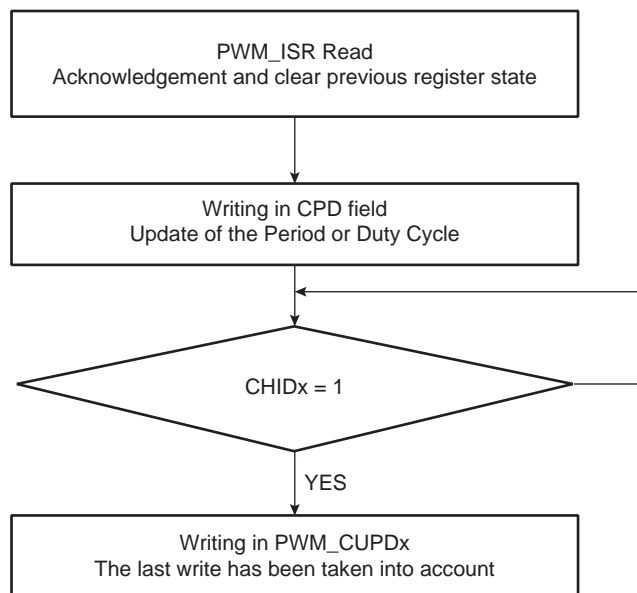 PWM_ISR Read
Acknowledgement and clear previous register state
Writing in CPD field
Update of the Period or Duty Cycle
CHIDx = 1
YES
Writing in PWM_CUPDx
The last write has been taken into account